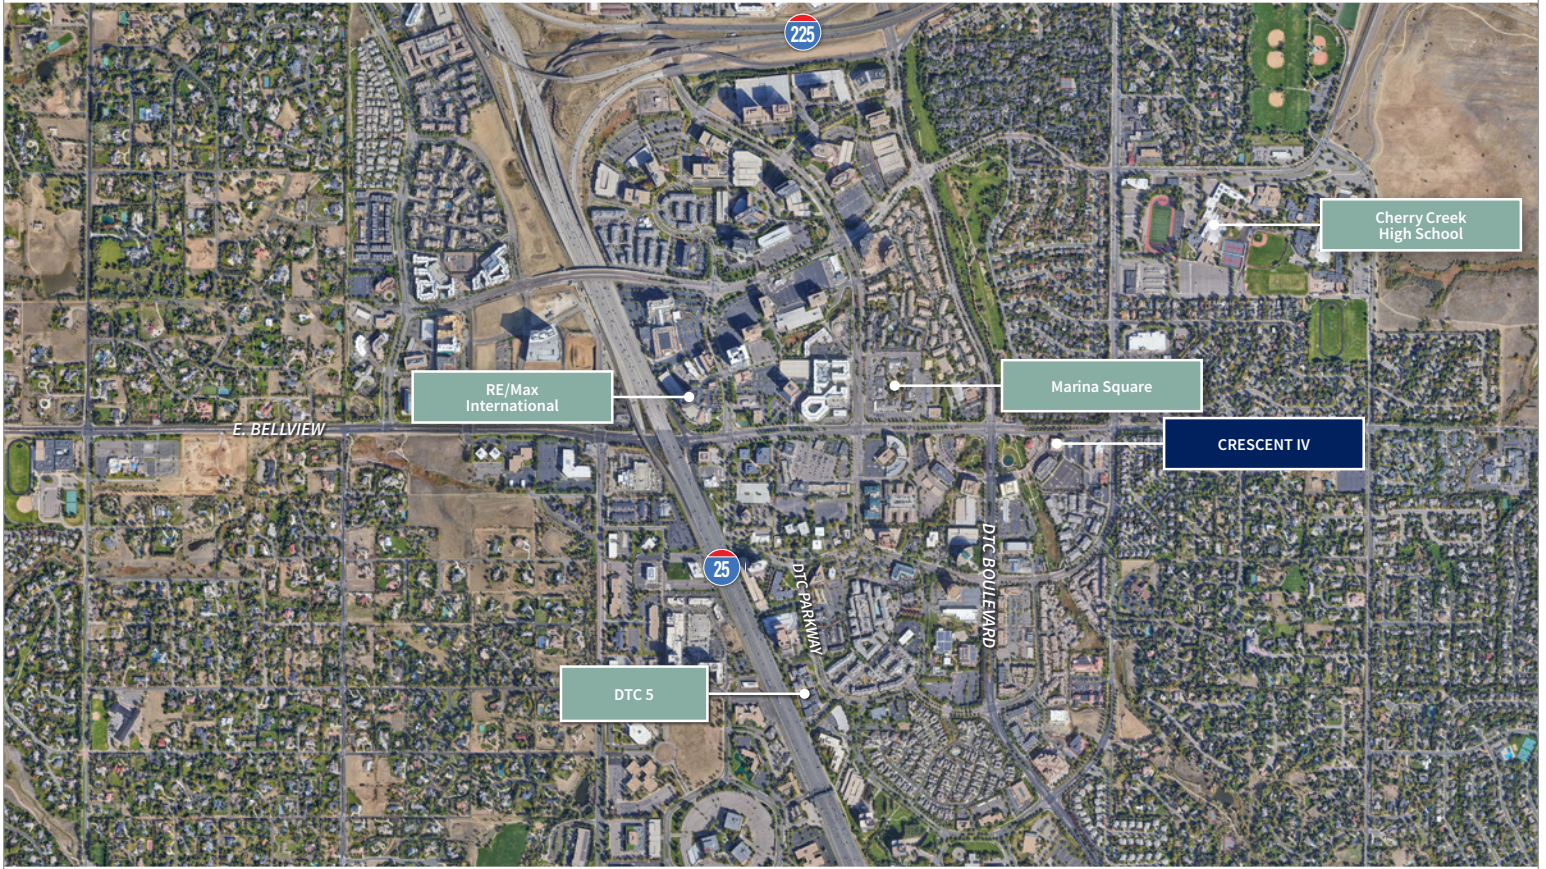 225
Cherry Creek
High School
RE/Max
International
Marina Square
E. BELLVIEW
CRESCENT IV
25
DTC PARKWAY
DTC BOULEVARD
DTC 5